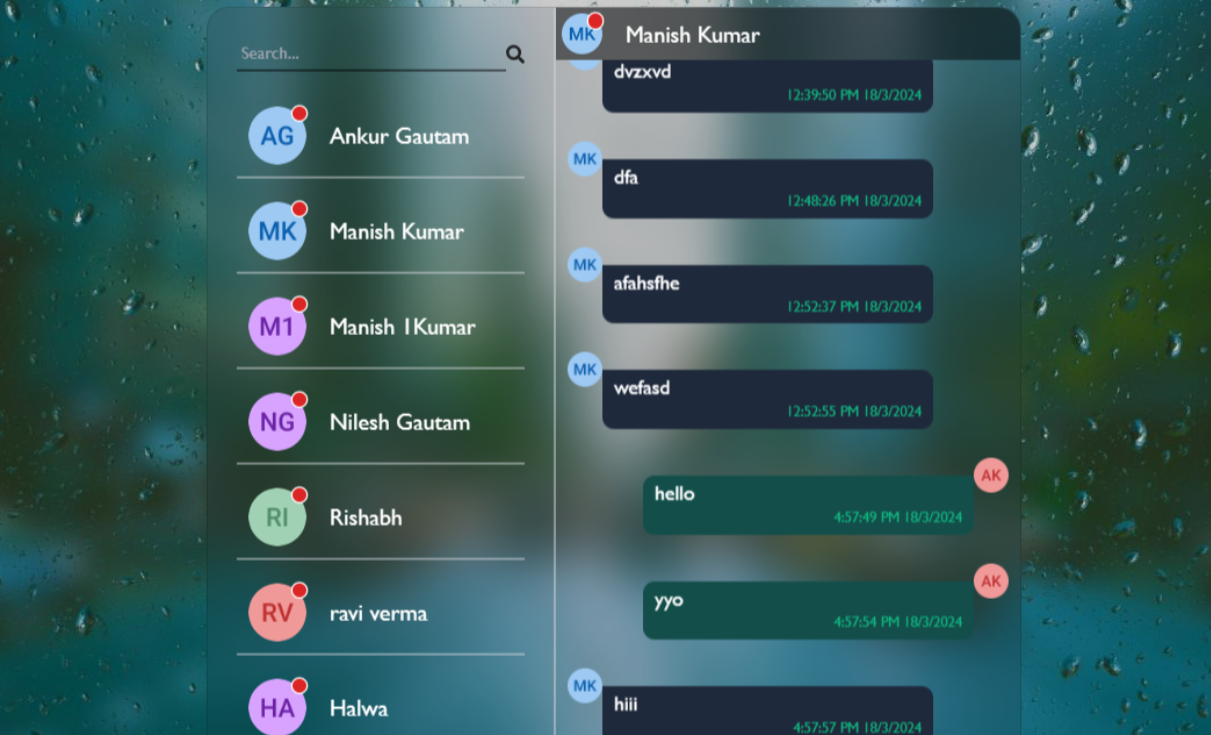 Search...
AG
Ankur Gautam
MK
Manish Kumar
M1
Manish 1Kumar
NG
Nilesh Gautam
RI
Rishabh
RV
ravi verma
HA
Halwa
MK
Manish Kumar
dvzxvd
12:39:50 PM 18/3/2024
MK
dfa
12:48:26 PM 18/3/2024
MK
afahsfhe
12:52:37 PM 18/3/2024
MK
wefasd
12:52:55 PM 18/3/2024
AK
hello
4:57:49 PM 18/3/2024
AK
yyo
4:57:54 PM 18/3/2024
MK
hiii
4:57:57 PM 18/3/2024